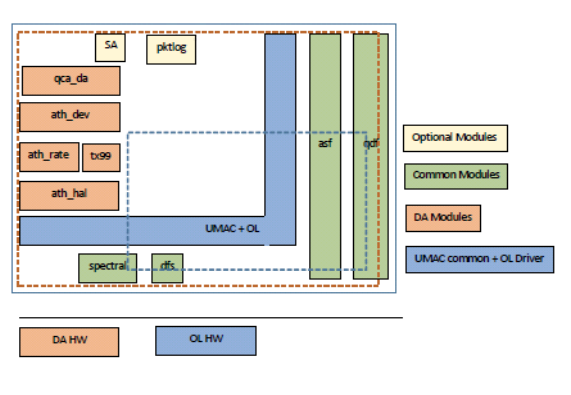 SA
pktlog
qca_da
ath_dev
ath_rate
tx99
ath_hal
UMAC + OL
asf
qdf
spectral
dfs
Optional Modules
Common Modules
DA Modules
UMAC common + OL Driver
DA HW
OL HW